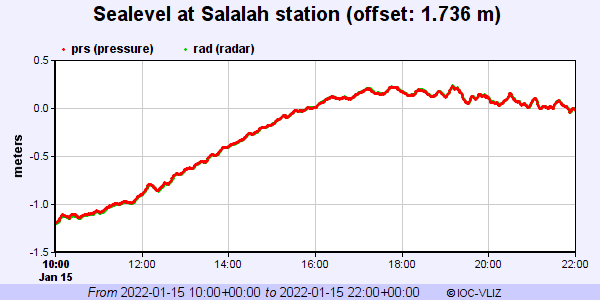 Sealevel at Salalah station (offset: 1.736 m)
prs (pressure) rad (radar)
0.5
0.0
-0.5
-1.0
-1.5
meters
10:00 12:00 14:00 16:00 18:00 20:00 22:00
Jan 15
From 2022-01-15 10:00+00:00 to 2022-01-15 22:00+00:00 © IOC-VLIZ